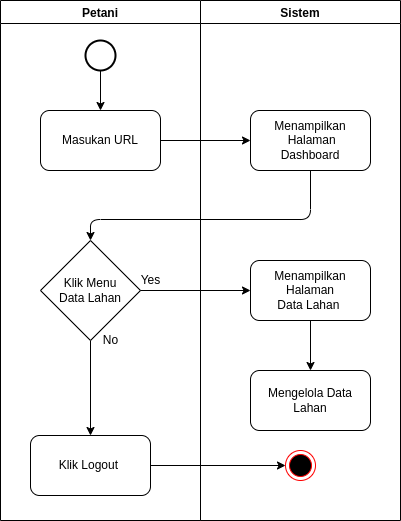 Petani
Sistem
Masukan URL
Menampilkan
Halaman
Dashboard
Klik Menu
Data Lahan
Yes
Menampilkan
Halaman
Data Lahan
No
Mengelola Data
Lahan
Klik Logout